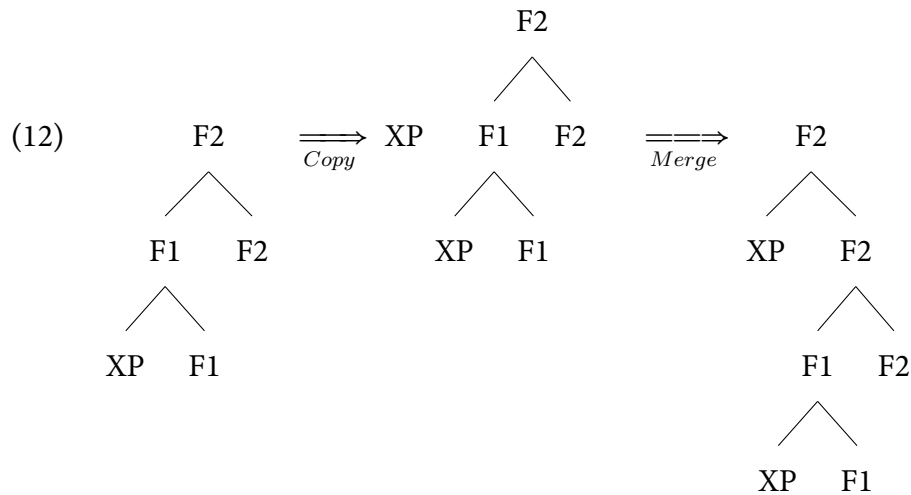 F2
(12) F2 Copy XP F1 F2 Merge F2
F1 F2 XP F1 XP F2
XP F1 F1 F2
XP F1